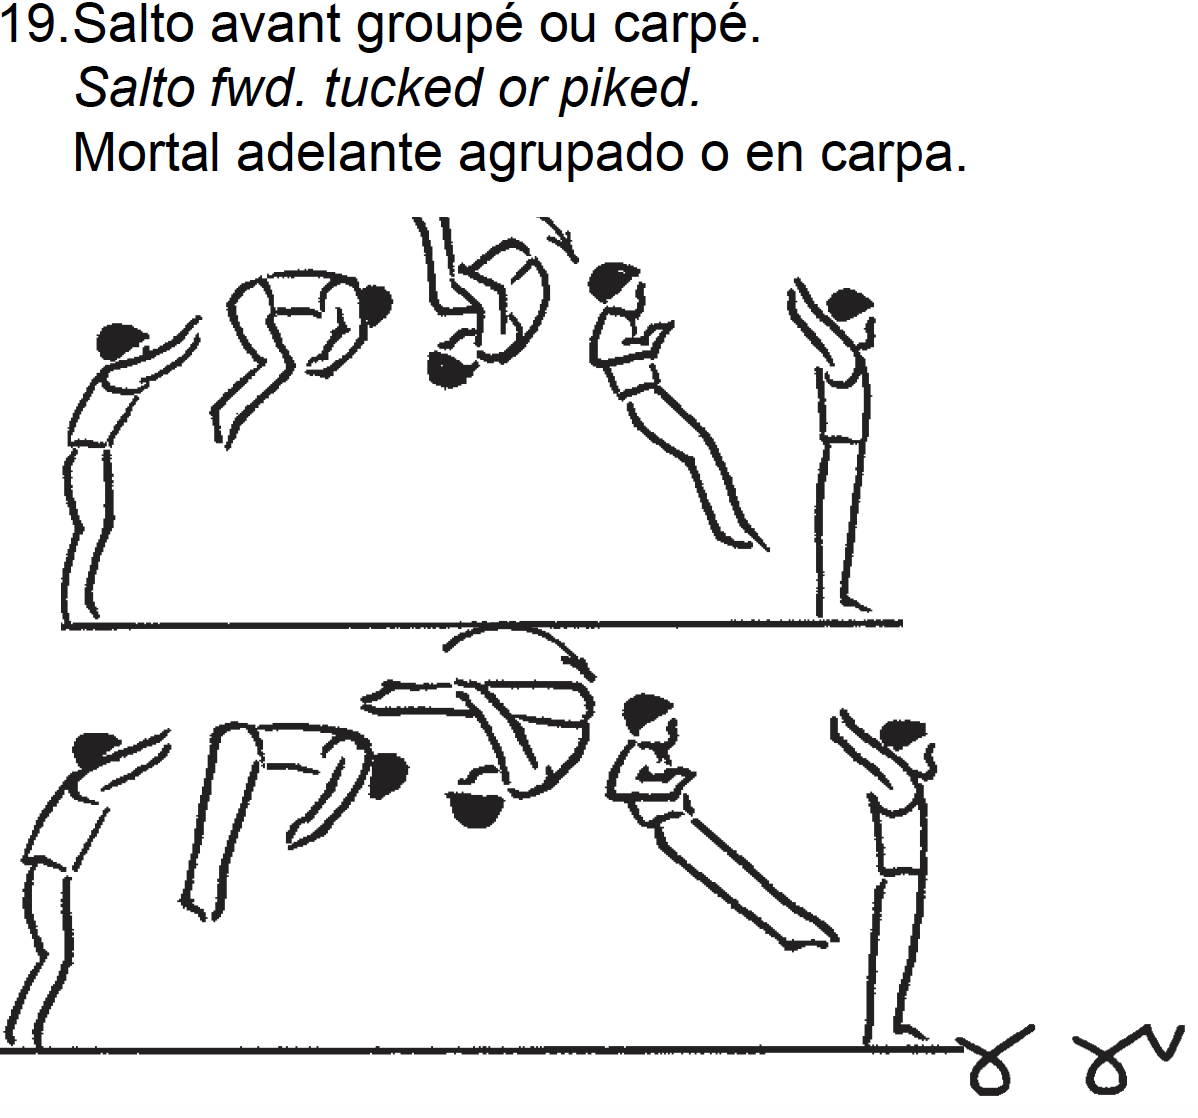 19.Salto avant groupé ou carpé.
Salto fwd. tucked or piked.
Mortal adelante agrupado o en carpa.